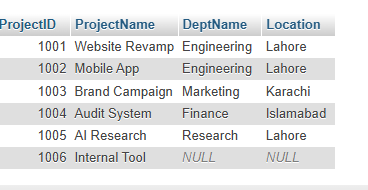 ProjectID ProjectName DeptName Location
1001 Website Revamp Engineering Lahore
1002 Mobile App Engineering Lahore
1003 Brand Campaign Marketing Karachi
1004 Audit System Finance Islamabad
1005 AI Research Research Lahore
1006 Internal Tool NULL NULL